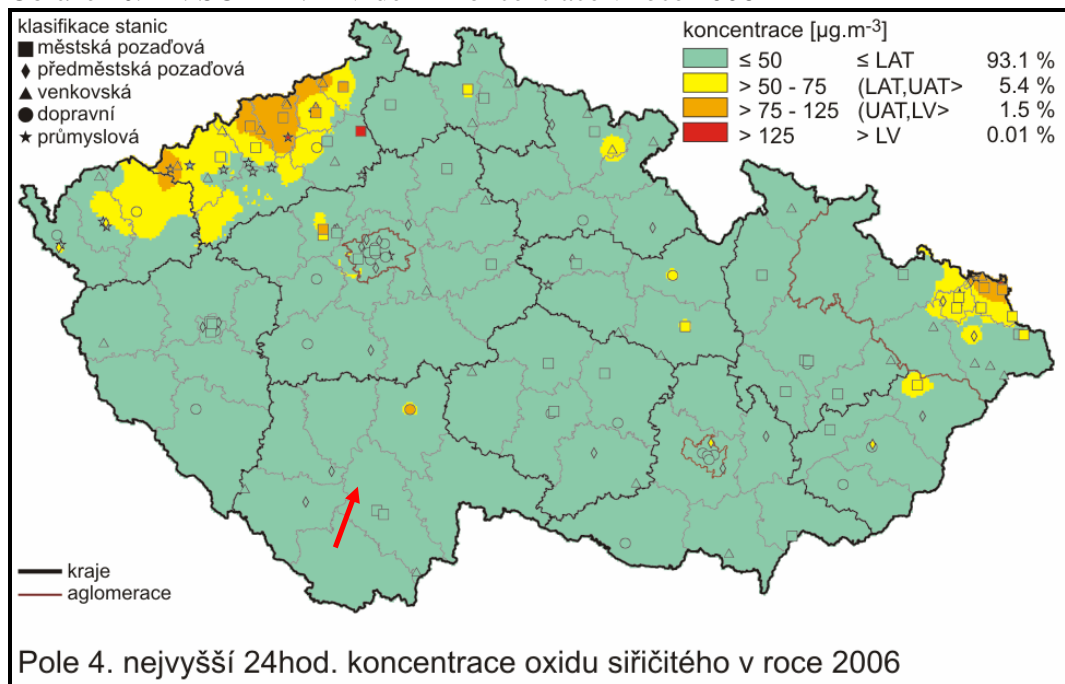 klasifikace stanic
městská pozaďová
předměstská pozaďová
venkovská
dopravní
průmyslová
koncentrace [µg.m-3]
≤ 50 ≤ LAT 93.1 %
> 50 - 75 (LAT,UAT> 5.4 %
> 75 - 125 (UAT,LV> 1.5 %
> 125 > LV 0.01 %
kraje
aglomerace
Pole 4. nejvyšší 24hod. koncentrace oxidu siřičitého v roce 2006